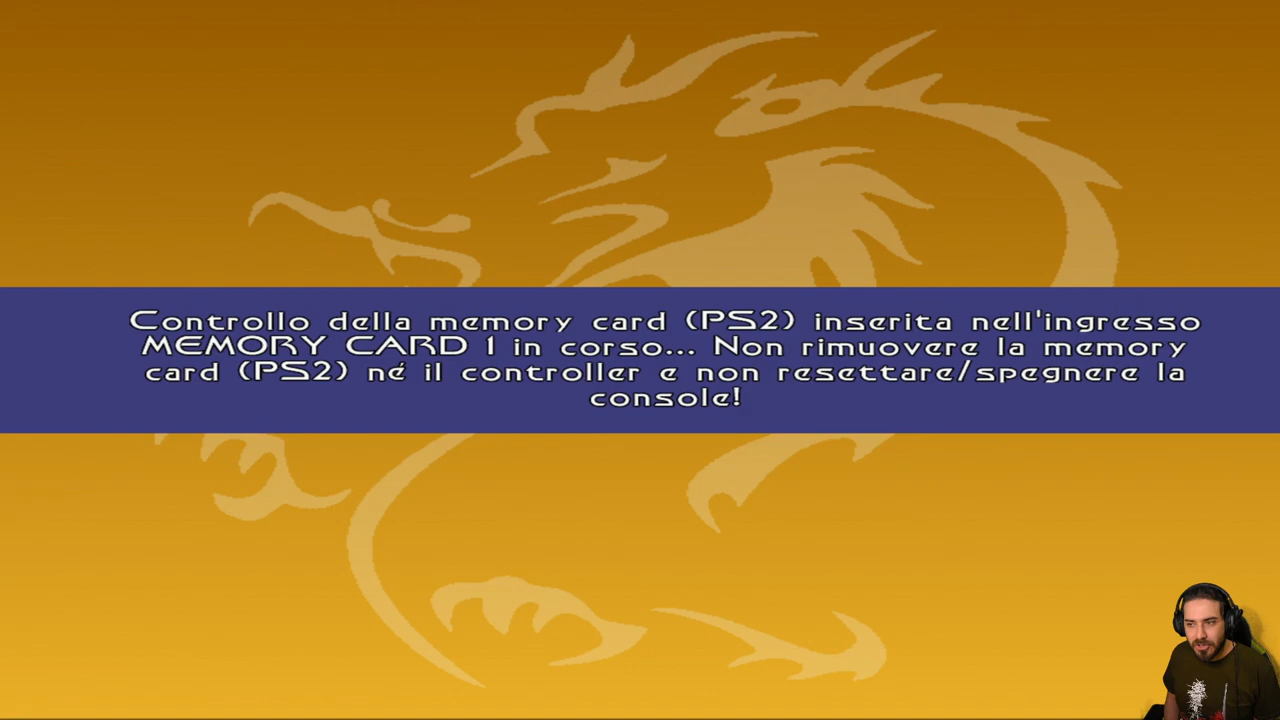 Controllo della memory card (PS2) inserita nell'ingresso
MEMORY CARD 1 in corso... Non rimuovere la memory
card (PS2) né il controller e non resettare/spegnere la
console!